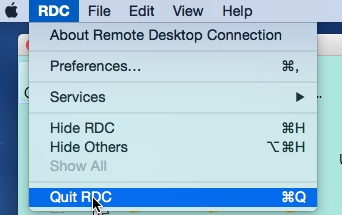 RDC File Edit View Help
About Remote Desktop Connection
Preferences… ⌘,
Services ▶
Hide RDC ⌘H
Hide Others ⌥⌘H
Show All
Quit RDC ⌘Q